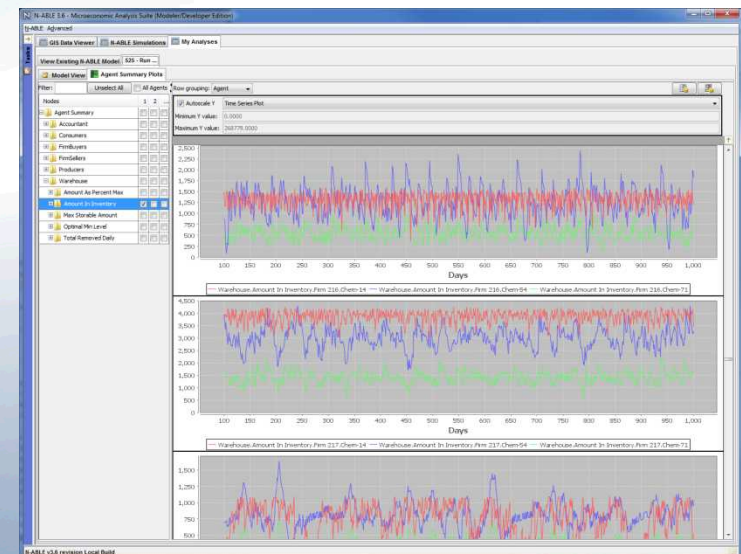 N-ABLE 3.6 - Microeconomic Analysis Suite (Modeler/Developer Edition)
N-ABLE Advanced
Tasks
GIS Data Viewer N-ABLE Simulations My Analyses
View Existing N-ABLE Model 525 - Run ...
Model View Agent Summary Plots
Filter: Unselect All All Agents Row grouping: Agent
Nodes 1 2 ...
Autoscale Y Time Series Plot
Agent Summary
Minimum Y value: 0.0000
Accountant
Maximum Y value: 268779.0000
Consumers
FirmBuyers
FirmSellers
Producers
Warehouse
Amount As Percent Max
Amount In Inventory
Max Storable Amount
Optimal Min Level
Total Removed Daily
2,500
2,250
2,000
1,750
1,500
1,250
1,000
750
500
250
0
100 150 200 250 300 350 400 450 500 550 600 650 700 750 800 850 900 950 1,000
Days
Warehouse.Amount In Inventory.Firm 216.Chem-14 Warehouse.Amount In Inventory.Firm 216.Chem-54 Warehouse.Amount In Inventory.Firm 216.Chem-71
4,500
4,000
3,500
3,000
2,500
2,000
1,500
1,000
500
0
100 150 200 250 300 350 400 450 500 550 600 650 700 750 800 850 900 950 1,000
Days
Warehouse.Amount In Inventory.Firm 217.Chem-14 Warehouse.Amount In Inventory.Firm 217.Chem-54 Warehouse.Amount In Inventory.Firm 217.Chem-71
1,500
1,250
1,000
750
500
N-ABLE v3.6 revision Local Build